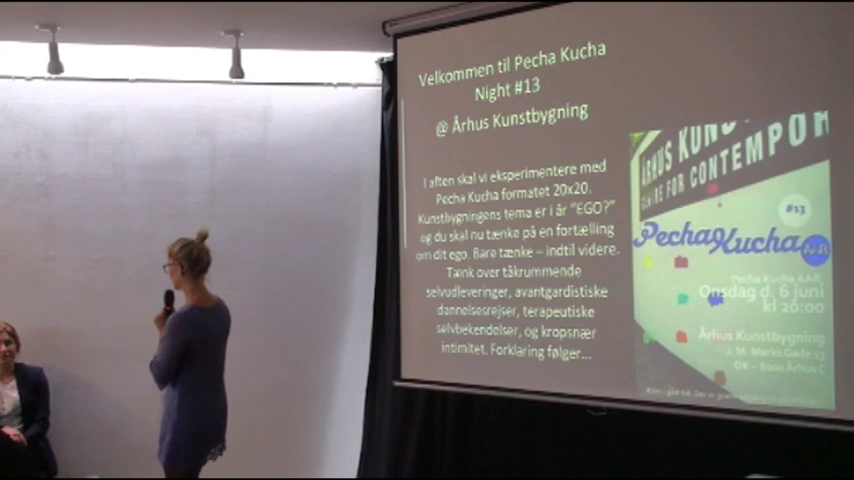 Velkommen til Pecha Kucha
Night #13
@ Århus Kunstbygning
I aften skal vi eksperimentere med
Pecha Kucha formatet 20x20.
Kunstbygningens tema er i år "EGO?"
og du skal nu tænke på en fortælling
om dit ego. Bare tænke – indtil videre.
Tænk over tåkrummende
selvudleveringer, avantgardistiske
dannelsesrejser, terapeutiske
selvbekendelser, og kropsnær
intimitet. Forklaring følger...
ÅRHUS KUNS
CENTRE FOR CONTEMPOR
#13
PechaKucha
Pecha Kucha AAR
Onsdag d. 6 juni
kl 20:00
Århus Kunstbygning
J. M. Mørks Gade 13
DK – 8000 Århus C